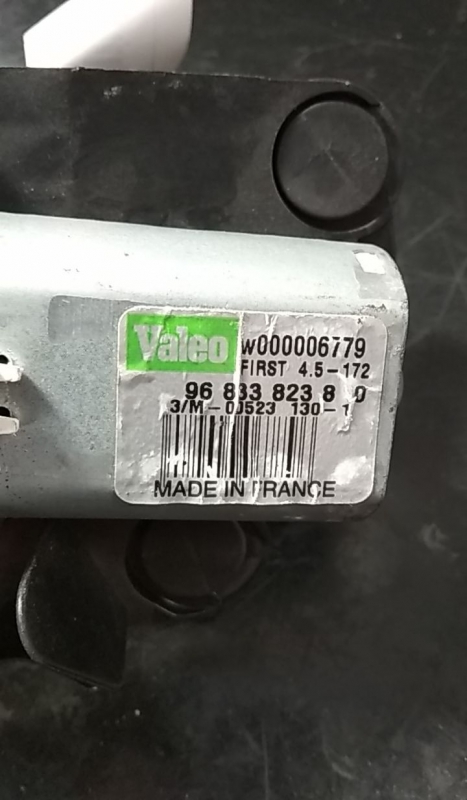 Valeo
w000006779
FIRST 4.5-172
96 833 823 8 0
3/M-00523 130-1
MADE IN FRANCE